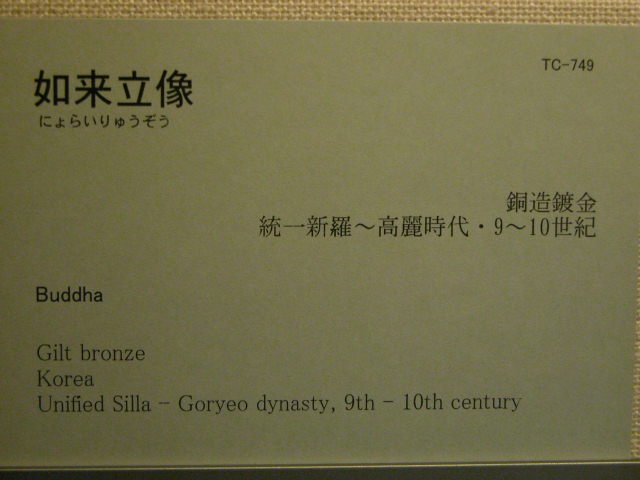 TC-749
如来立像
にょらいりゅうぞう
銅造鍍金
統一新羅～高麗時代・9～10世紀
Buddha
Gilt bronze
Korea
Unified Silla – Goryeo dynasty, 9th – 10th century